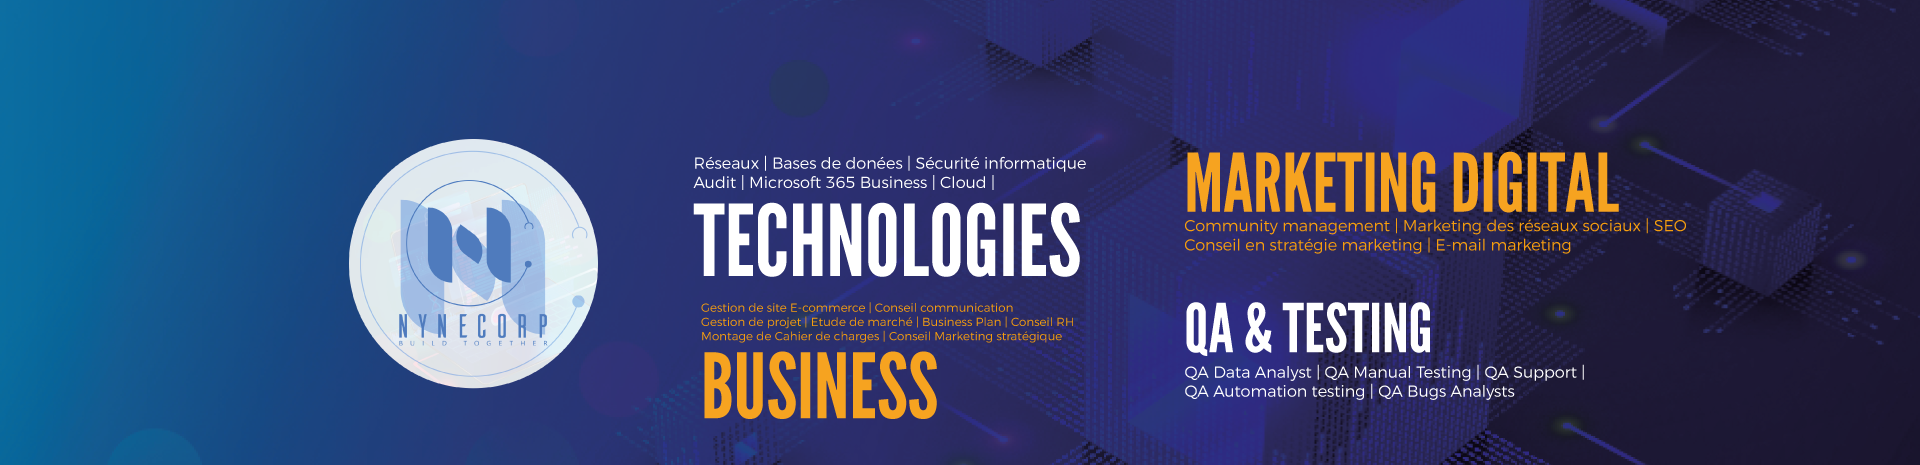 NYNECORP
BUILD TOGETHER
Réseaux | Bases de donées | Sécurité informatique
Audit | Microsoft 365 Business | Cloud |
TECHNOLOGIES
Gestion de site E-commerce | Conseil communication
Gestion de projet | Etude de marché | Business Plan | Conseil RH
Montage de Cahier de charges | Conseil Marketing stratégique
BUSINESS
MARKETING DIGITAL
Community management | Marketing des réseaux sociaux | SEO
Conseil en stratégie marketing | E-mail marketing
QA & TESTING
QA Data Analyst | QA Manual Testing | QA Support |
QA Automation testing | QA Bugs Analysts